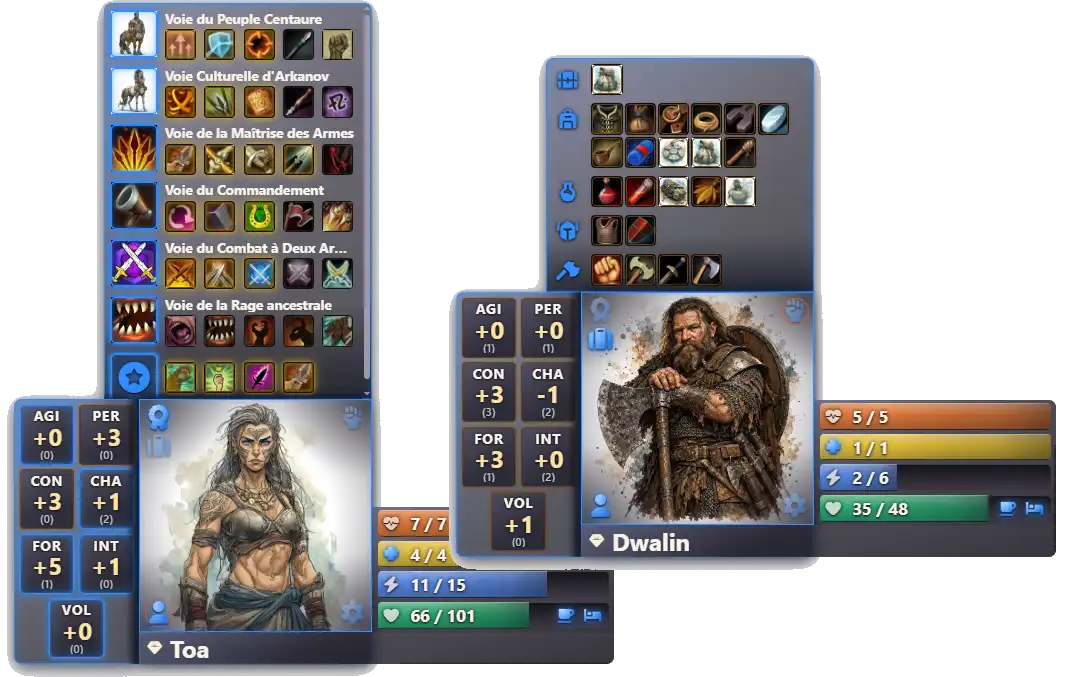 Voie du Peuple Centaure
Voie Culturelle d'Arkanov
Voie de la Maîtrise des Armes
Voie du Commandement
Voie du Combat à Deux Ar...
Voie de la Rage ancestrale
AGI
+0
(0)
PER
+3
(0)
CON
+3
(0)
CHA
+1
(2)
FOR
+5
(1)
INT
+1
(0)
VOL
+0
(0)
Toa
7 / 7
4 / 4
11 / 15
66 / 101
AGI
+0
(1)
PER
+0
(1)
CON
+3
(3)
CHA
-1
(2)
FOR
+3
(1)
INT
+0
(2)
VOL
+1
(0)
Dwalin
5 / 5
1 / 1
2 / 6
35 / 48